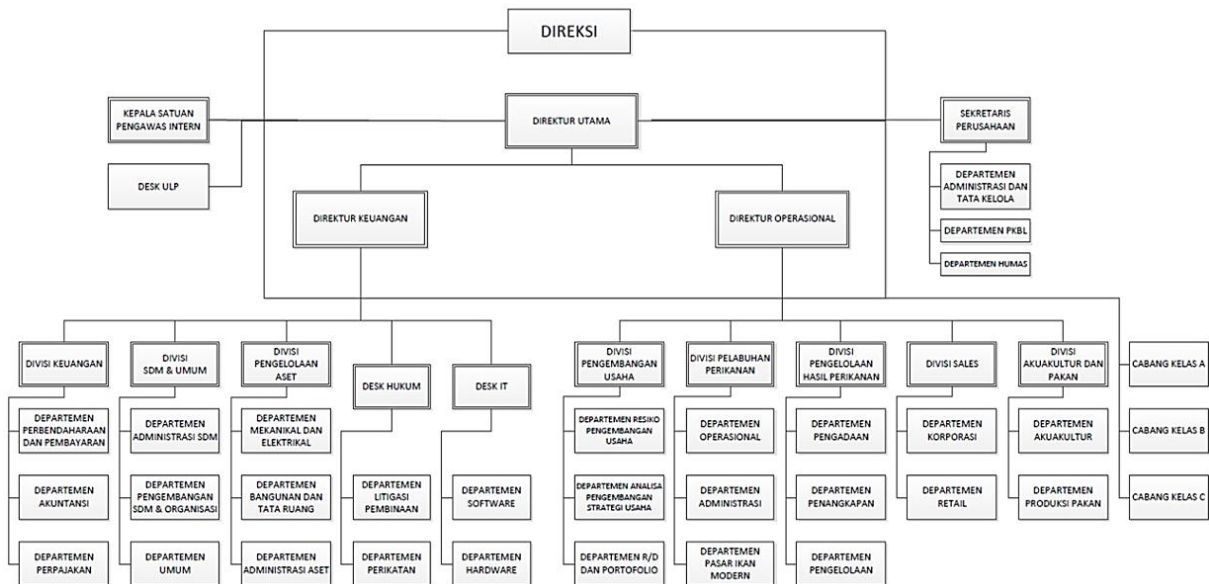 DIREKSI
KEPALA SATUAN
PENGAWAS INTERN
DIREKTUR UTAMA
SEKRETARIS
PERUSAHAAN
DESK ULP
DEPARTEMEN
ADMINISTRASI DAN
TATA KELOLA
DIREKTUR KEUANGAN
DIREKTUR OPERASIONAL
DEPARTEMEN PKBL
DEPARTEMEN HUMAS
DIVISI KEUANGAN
DIVISI
SDM & UMUM
DIVISI
PENGELOLAAN
ASET
DESK HUKUM
DESK IT
DIVISI
PENGEMBANGAN
USAHA
DIVISI PELABUHAN
PERIKANAN
DIVISI
PENGELOLAAN
HASIL PERIKANAN
DIVISI SALES
DIVISI
AKUAKULTUR DAN
PAKAN
CABANG KELAS A
DEPARTEMEN
PERBENDAHARAAN
DAN PEMBAYARAN
DEPARTEMEN
ADMINISTRASI SDM
DEPARTEMEN
MEKANIKAL DAN
ELEKTRIKAL
DEPARTEMEN RESIKO
PENGEMBANGAN
USAHA
DEPARTEMEN
OPERASIONAL
DEPARTEMEN
PENGADAAN
DEPARTEMEN
KORPORASI
DEPARTEMEN
AKUAKULTUR
CABANG KELAS B
DEPARTEMEN
AKUNTANSI
DEPARTEMEN
PENGEMBANGAN
SDM & ORGANISASI
DEPARTEMEN
BANGUNAN DAN
TATA RUANG
DEPARTEMEN
LITIGASI
PEMBINAAN
DEPARTEMEN
SOFTWARE
DEPARTEMEN ANALISA
PENGEMBANGAN
STRATEGI USAHA
DEPARTEMEN
ADMINISTRASI
DEPARTEMEN
PENANGKAPAN
DEPARTEMEN
RETAIL
DEPARTEMEN
PRODUKSI PAKAN
CABANG KELAS C
DEPARTEMEN
PERPAJAKAN
DEPARTEMEN
UMUM
DEPARTEMEN
ADMINISTRASI ASET
DEPARTEMEN
PERIKATAN
DEPARTEMEN
HARDWARE
DEPARTEMEN R/D
DAN PORTOFOLIO
DEPARTEMEN
PASAR IKAN
MODERN
DEPARTEMEN
PENGELOLAAN